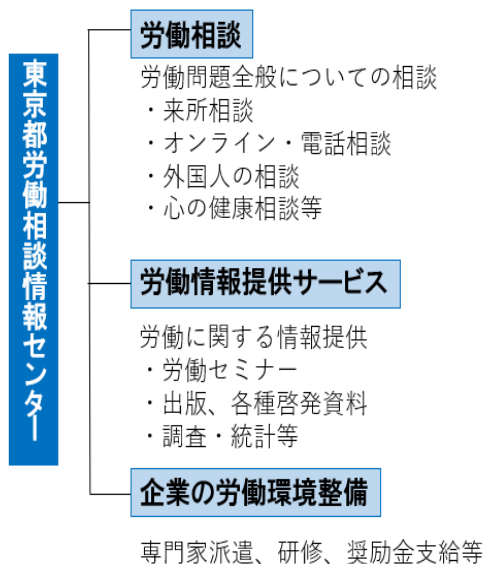 東京都労働相談情報センター
労働相談
労働問題全般についての相談
・来所相談
・オンライン・電話相談
・外国人の相談
・心の健康相談等
労働情報提供サービス
労働に関する情報提供
・労働セミナー
・出版、各種啓発資料
・調査・統計等
企業の労働環境整備
専門家派遣、研修、奨励金支給等